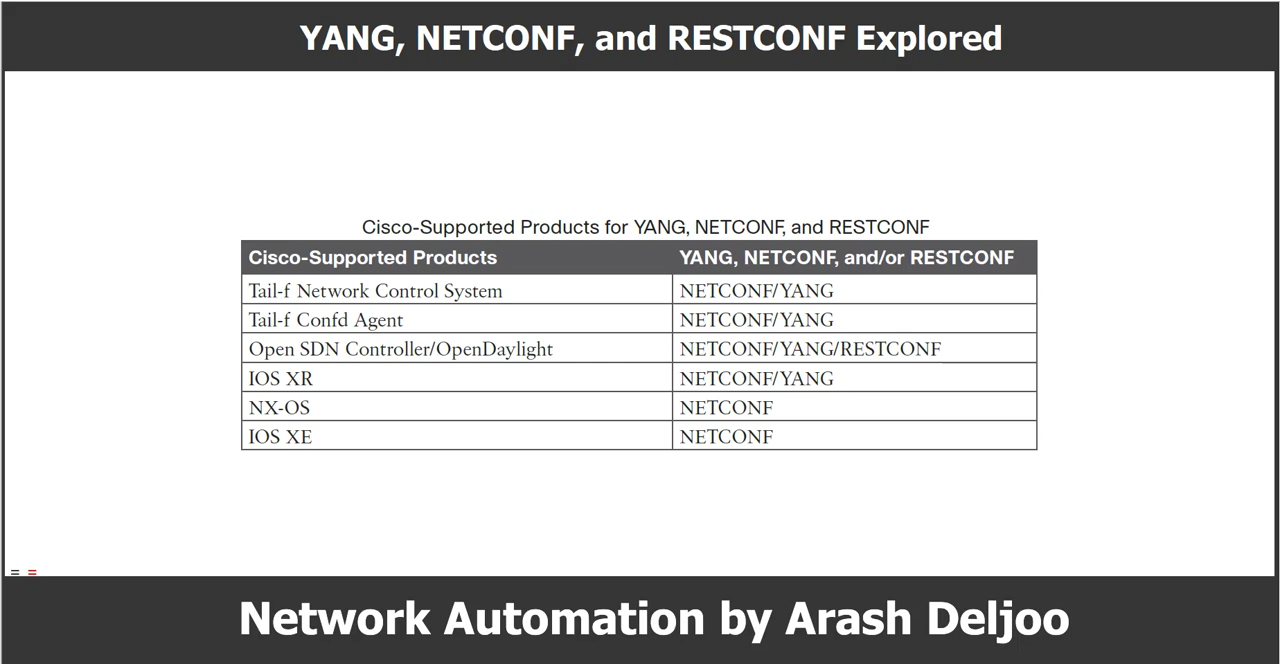 YANG, NETCONF, and RESTCONF Explored
Cisco-Supported Products for YANG, NETCONF, and RESTCONF
Cisco-Supported Products YANG, NETCONF, and/or RESTCONF
Tail-f Network Control System NETCONF/YANG
Tail-f Confd Agent NETCONF/YANG
Open SDN Controller/OpenDaylight NETCONF/YANG/RESTCONF
IOS XR NETCONF/YANG
NX-OS NETCONF
IOS XE NETCONF
Network Automation by Arash Deljoo